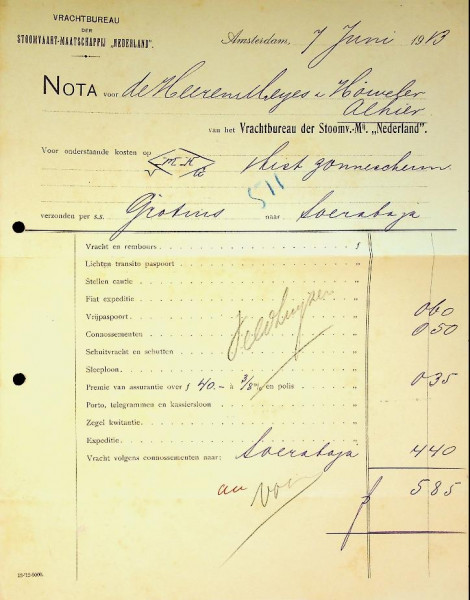 VRACHTBUREAU
DER
STOOMVAART-MAATSCHAPPIJ „NEDERLAND".
Amsterdam, 7 Juni 1913
NOTA voor de Heeren Meyes & Höweler
Alhier
van het Vrachtbureau der Stoomv.-Mij. „Nederland".
Voor onderstaande kosten op M H kist zonnescherm
511
verzonden per s.s. Grotius naar Soerabaja
Vracht en rembours f
Lichten transito paspoort „
Stellen cautie „
Fiat expeditie „
Vrijpaspoort „ 0 60
Connossementen „ 0 50
Schuitvracht en schutten „
Sleeploon „
Premie van assurantie over f 40.- à 3/8 % en polis „ 0 35
Porto, telegrammen en kassiersloon „
Zegel kwitantie „
Expeditie „
Vracht volgens connossementen naar: Soerabaja 4 40
f 5 85